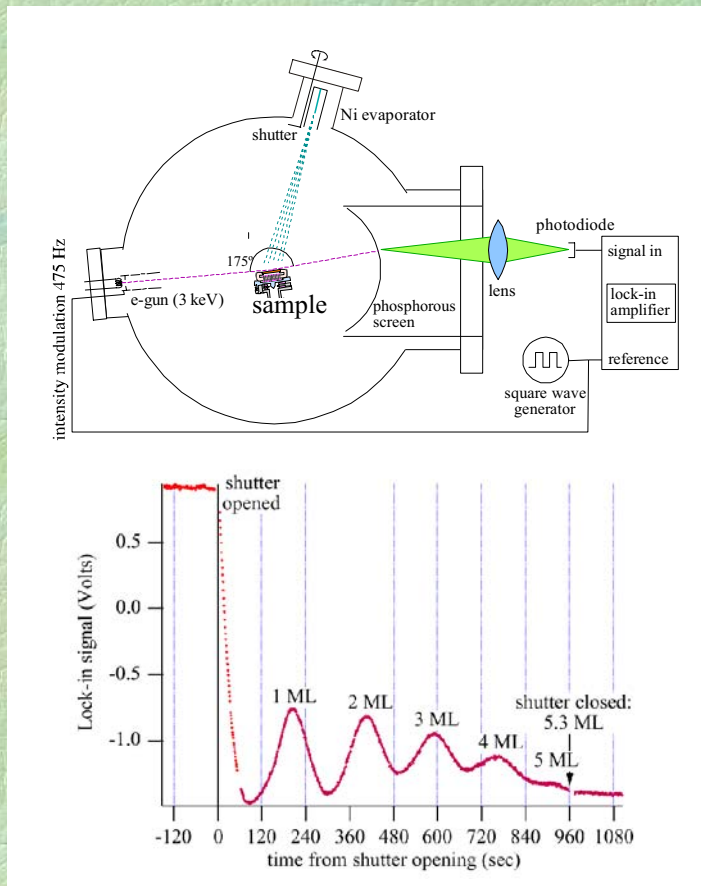 Ni evaporator
shutter
photodiode
signal in
175°
lens
lock-in
amplifier
e-gun (3 keV)
sample
phosphorous
screen
reference
square wave
generator
intensity modulation 475 Hz
shutter
opened
0.5
0.0
-0.5
-1.0
Lock-in signal (Volts)
1 ML
2 ML
3 ML
4 ML
5 ML
shutter closed:
5.3 ML
-120 0 120 240 360 480 600 720 840 960 1080
time from shutter opening (sec)